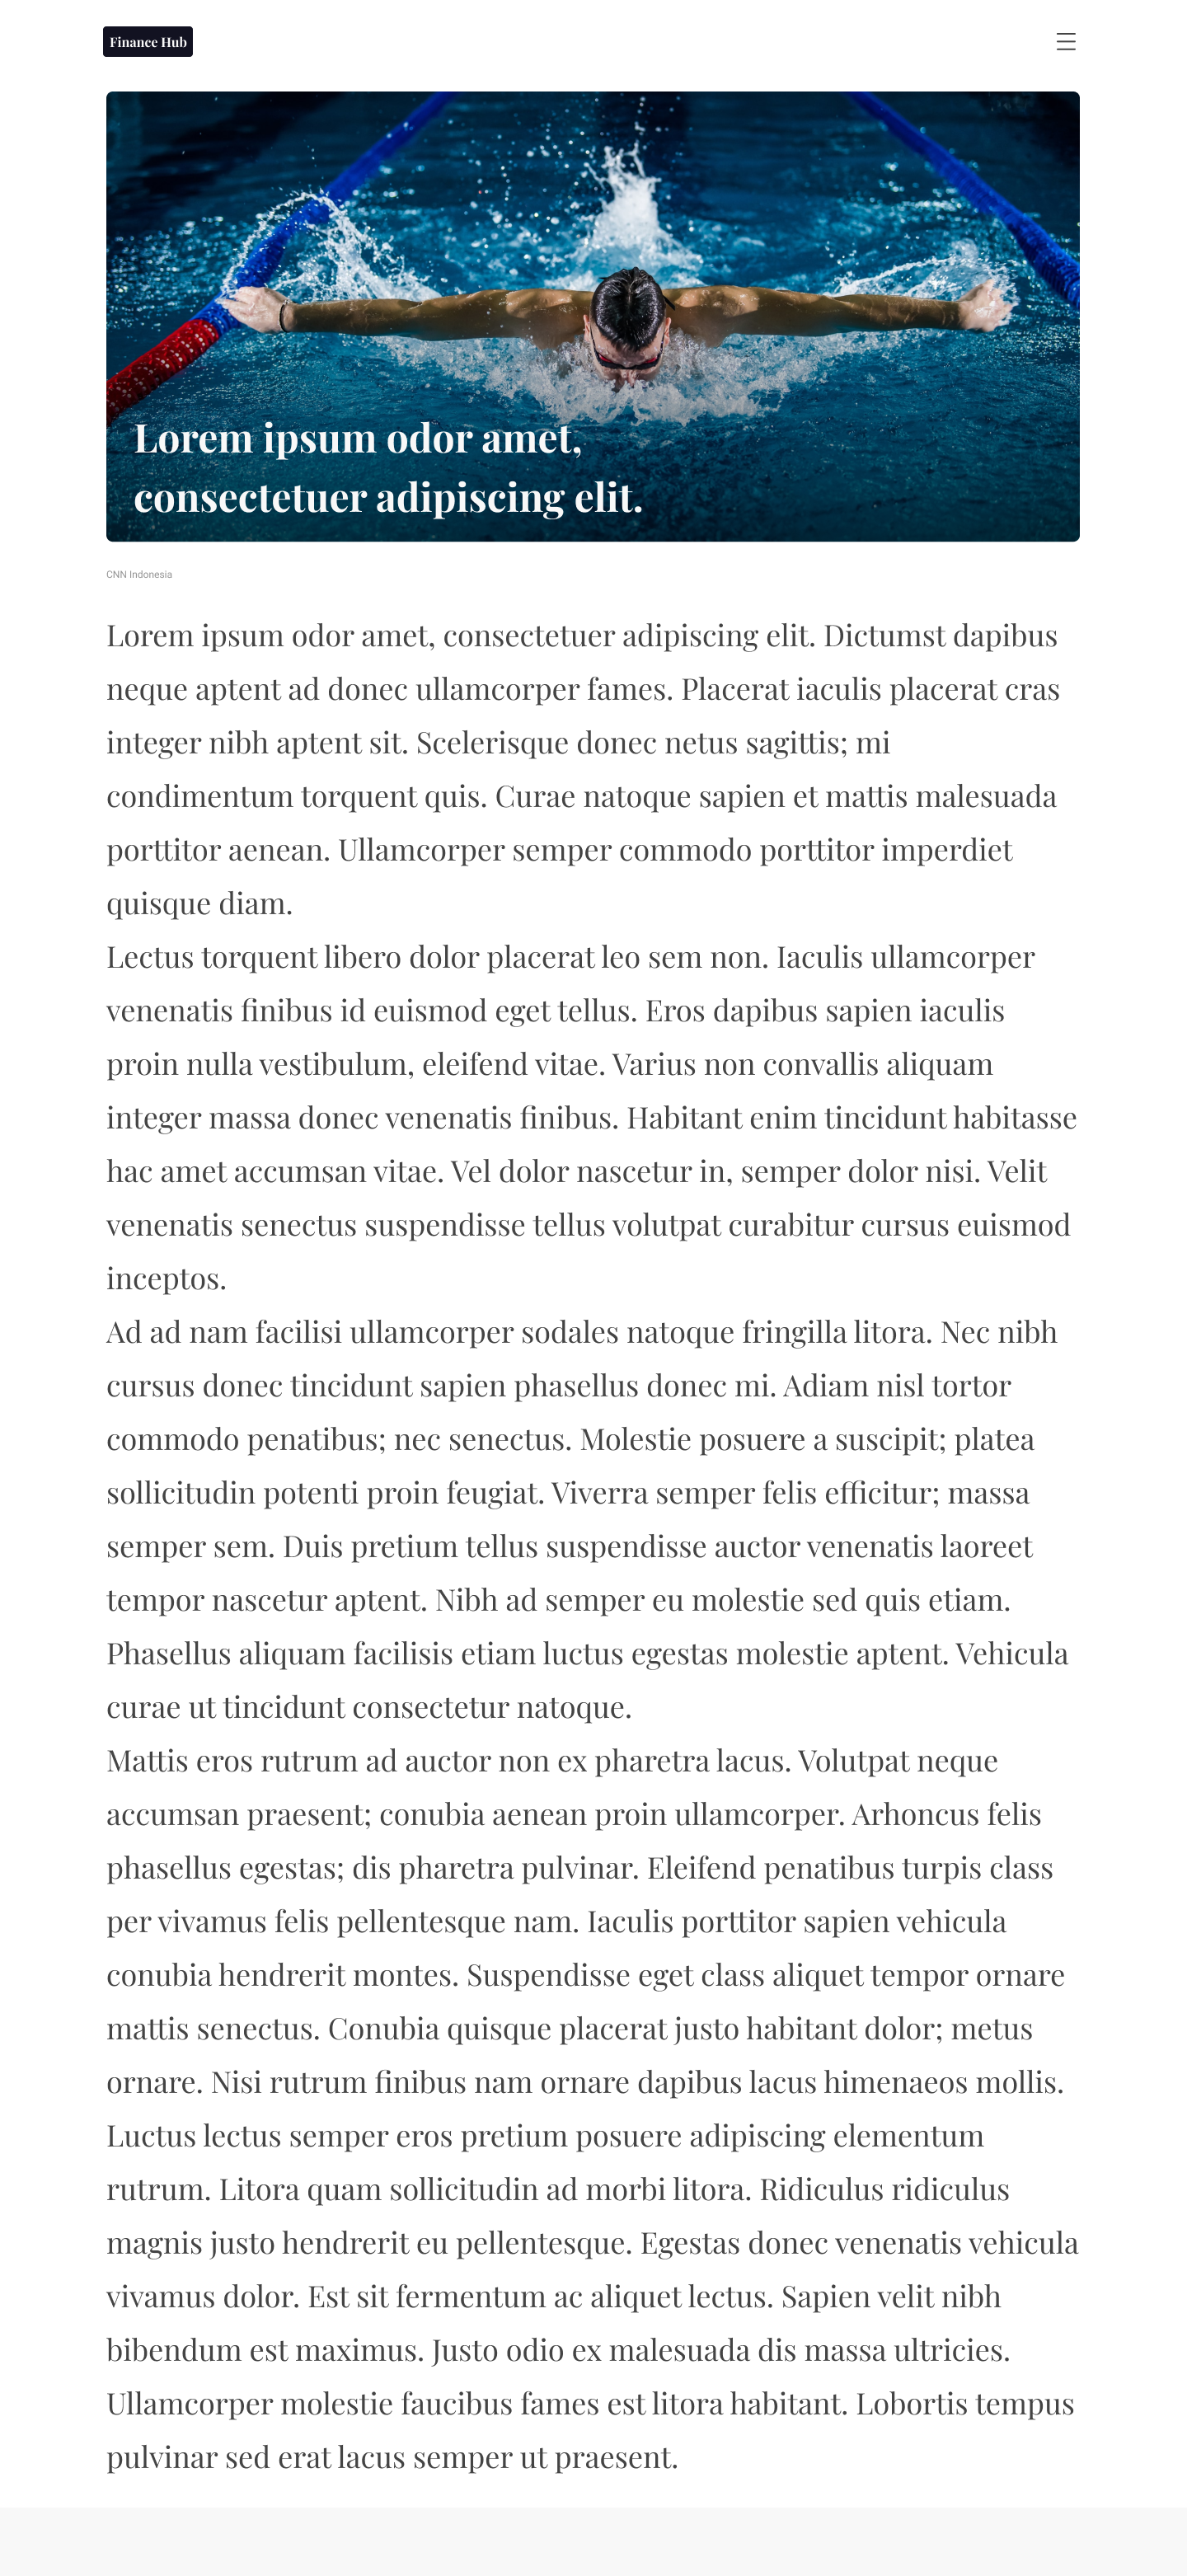 Finance Hub
Lorem ipsum odor amet,
consectetuer adipiscing elit.
CNN Indonesia
Lorem ipsum odor amet, consectetuer adipiscing elit. Dictumst dapibus
neque aptent ad donec ullamcorper fames. Placerat iaculis placerat cras
integer nibh aptent sit. Scelerisque donec netus sagittis; mi
condimentum torquent quis. Curae natoque sapien et mattis malesuada
porttitor aenean. Ullamcorper semper commodo porttitor imperdiet
quisque diam.
Lectus torquent libero dolor placerat leo sem non. Iaculis ullamcorper
venenatis finibus id euismod eget tellus. Eros dapibus sapien iaculis
proin nulla vestibulum, eleifend vitae. Varius non convallis aliquam
integer massa donec venenatis finibus. Habitant enim tincidunt habitasse
hac amet accumsan vitae. Vel dolor nascetur in, semper dolor nisi. Velit
venenatis senectus suspendisse tellus volutpat curabitur cursus euismod
inceptos.
Ad ad nam facilisi ullamcorper sodales natoque fringilla litora. Nec nibh
cursus donec tincidunt sapien phasellus donec mi. Adiam nisl tortor
commodo penatibus; nec senectus. Molestie posuere a suscipit; platea
sollicitudin potenti proin feugiat. Viverra semper felis efficitur; massa
semper sem. Duis pretium tellus suspendisse auctor venenatis laoreet
tempor nascetur aptent. Nibh ad semper eu molestie sed quis etiam.
Phasellus aliquam facilisis etiam luctus egestas molestie aptent. Vehicula
curae ut tincidunt consectetur natoque.
Mattis eros rutrum ad auctor non ex pharetra lacus. Volutpat neque
accumsan praesent; conubia aenean proin ullamcorper. Arhoncus felis
phasellus egestas; dis pharetra pulvinar. Eleifend penatibus turpis class
per vivamus felis pellentesque nam. Iaculis porttitor sapien vehicula
conubia hendrerit montes. Suspendisse eget class aliquet tempor ornare
mattis senectus. Conubia quisque placerat justo habitant dolor; metus
ornare. Nisi rutrum finibus nam ornare dapibus lacus himenaeos mollis.
Luctus lectus semper eros pretium posuere adipiscing elementum
rutrum. Litora quam sollicitudin ad morbi litora. Ridiculus ridiculus
magnis justo hendrerit eu pellentesque. Egestas donec venenatis vehicula
vivamus dolor. Est sit fermentum ac aliquet lectus. Sapien velit nibh
bibendum est maximus. Justo odio ex malesuada dis massa ultricies.
Ullamcorper molestie faucibus fames est litora habitant. Lobortis tempus
pulvinar sed erat lacus semper ut praesent.